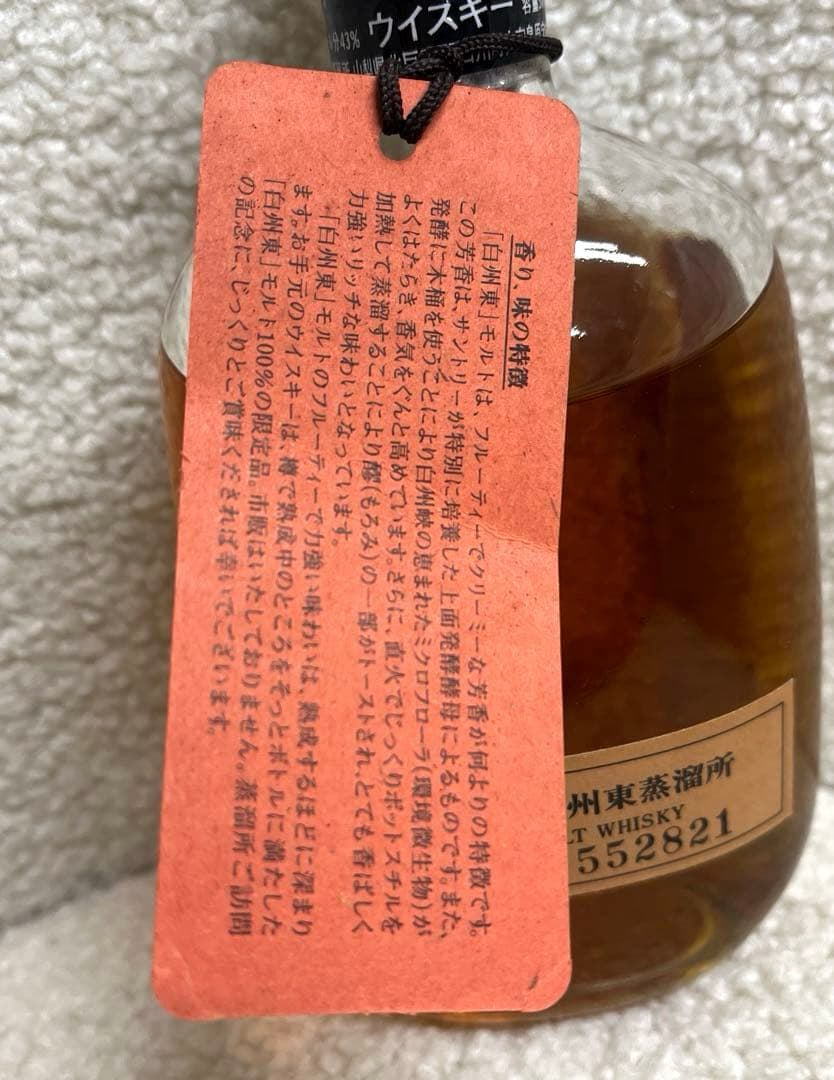 ウイスキー
分43%
香り、味の特徴
「白州東」モルトは、フルーティーでクリーミーな芳香が何よりの特徴です。
この芳香は、サントリーが特別に培養した上面発酵酵母によるものです。また、
発酵に木桶を使うことにより白州峡の恵まれたミクロフローラ(環境微生物)が
よくはたらき、香気をぐんと高めています。さらに、直火でじっくりポットスチルを
加熱して蒸溜することにより醪(もろみ)の一部がトーストされ、とても香ばしく
力強いリッチな味わいとなっています。
「白州東」モルトのフルーティーで力強い味わいは、熟成するほどに深まり
ます。お手元のウイスキーは、樽で熟成中のところをそっとボトルに満たした
「白州東」モルト100%の限定品。市販はいたしておりません。蒸溜所ご訪問
の記念に、じっくりとご賞味くだされば幸いでございます。
州東蒸溜所
LT WHISKY
552821